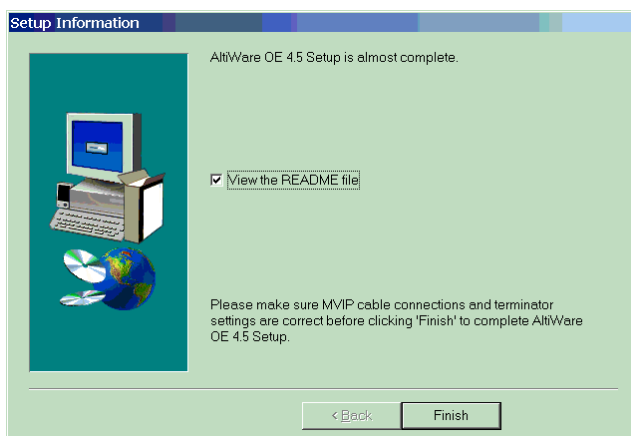 Setup Information
AltiWare OE 4.5 Setup is almost complete.
View the README file
Please make sure MVIP cable connections and terminator
settings are correct before clicking 'Finish' to complete AltiWare
OE 4.5 Setup.
< Back
Finish